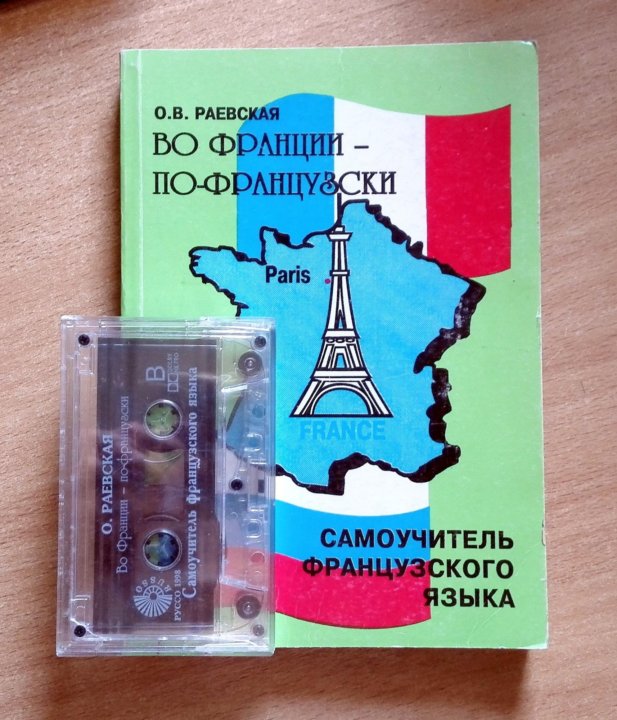 О.В. РАЕВСКАЯ
ВО ФРАНЦИИ –
ПО-ФРАНЦУЗСКИ
Paris
FRANCE
САМОУЧИТЕЛЬ
ФРАНЦУЗСКОГО
ЯЗЫКА
О. РАЕВСКАЯ
Во Франции – по-французски
B
DOLBY
Самоучитель французского языка
РУССО 1998